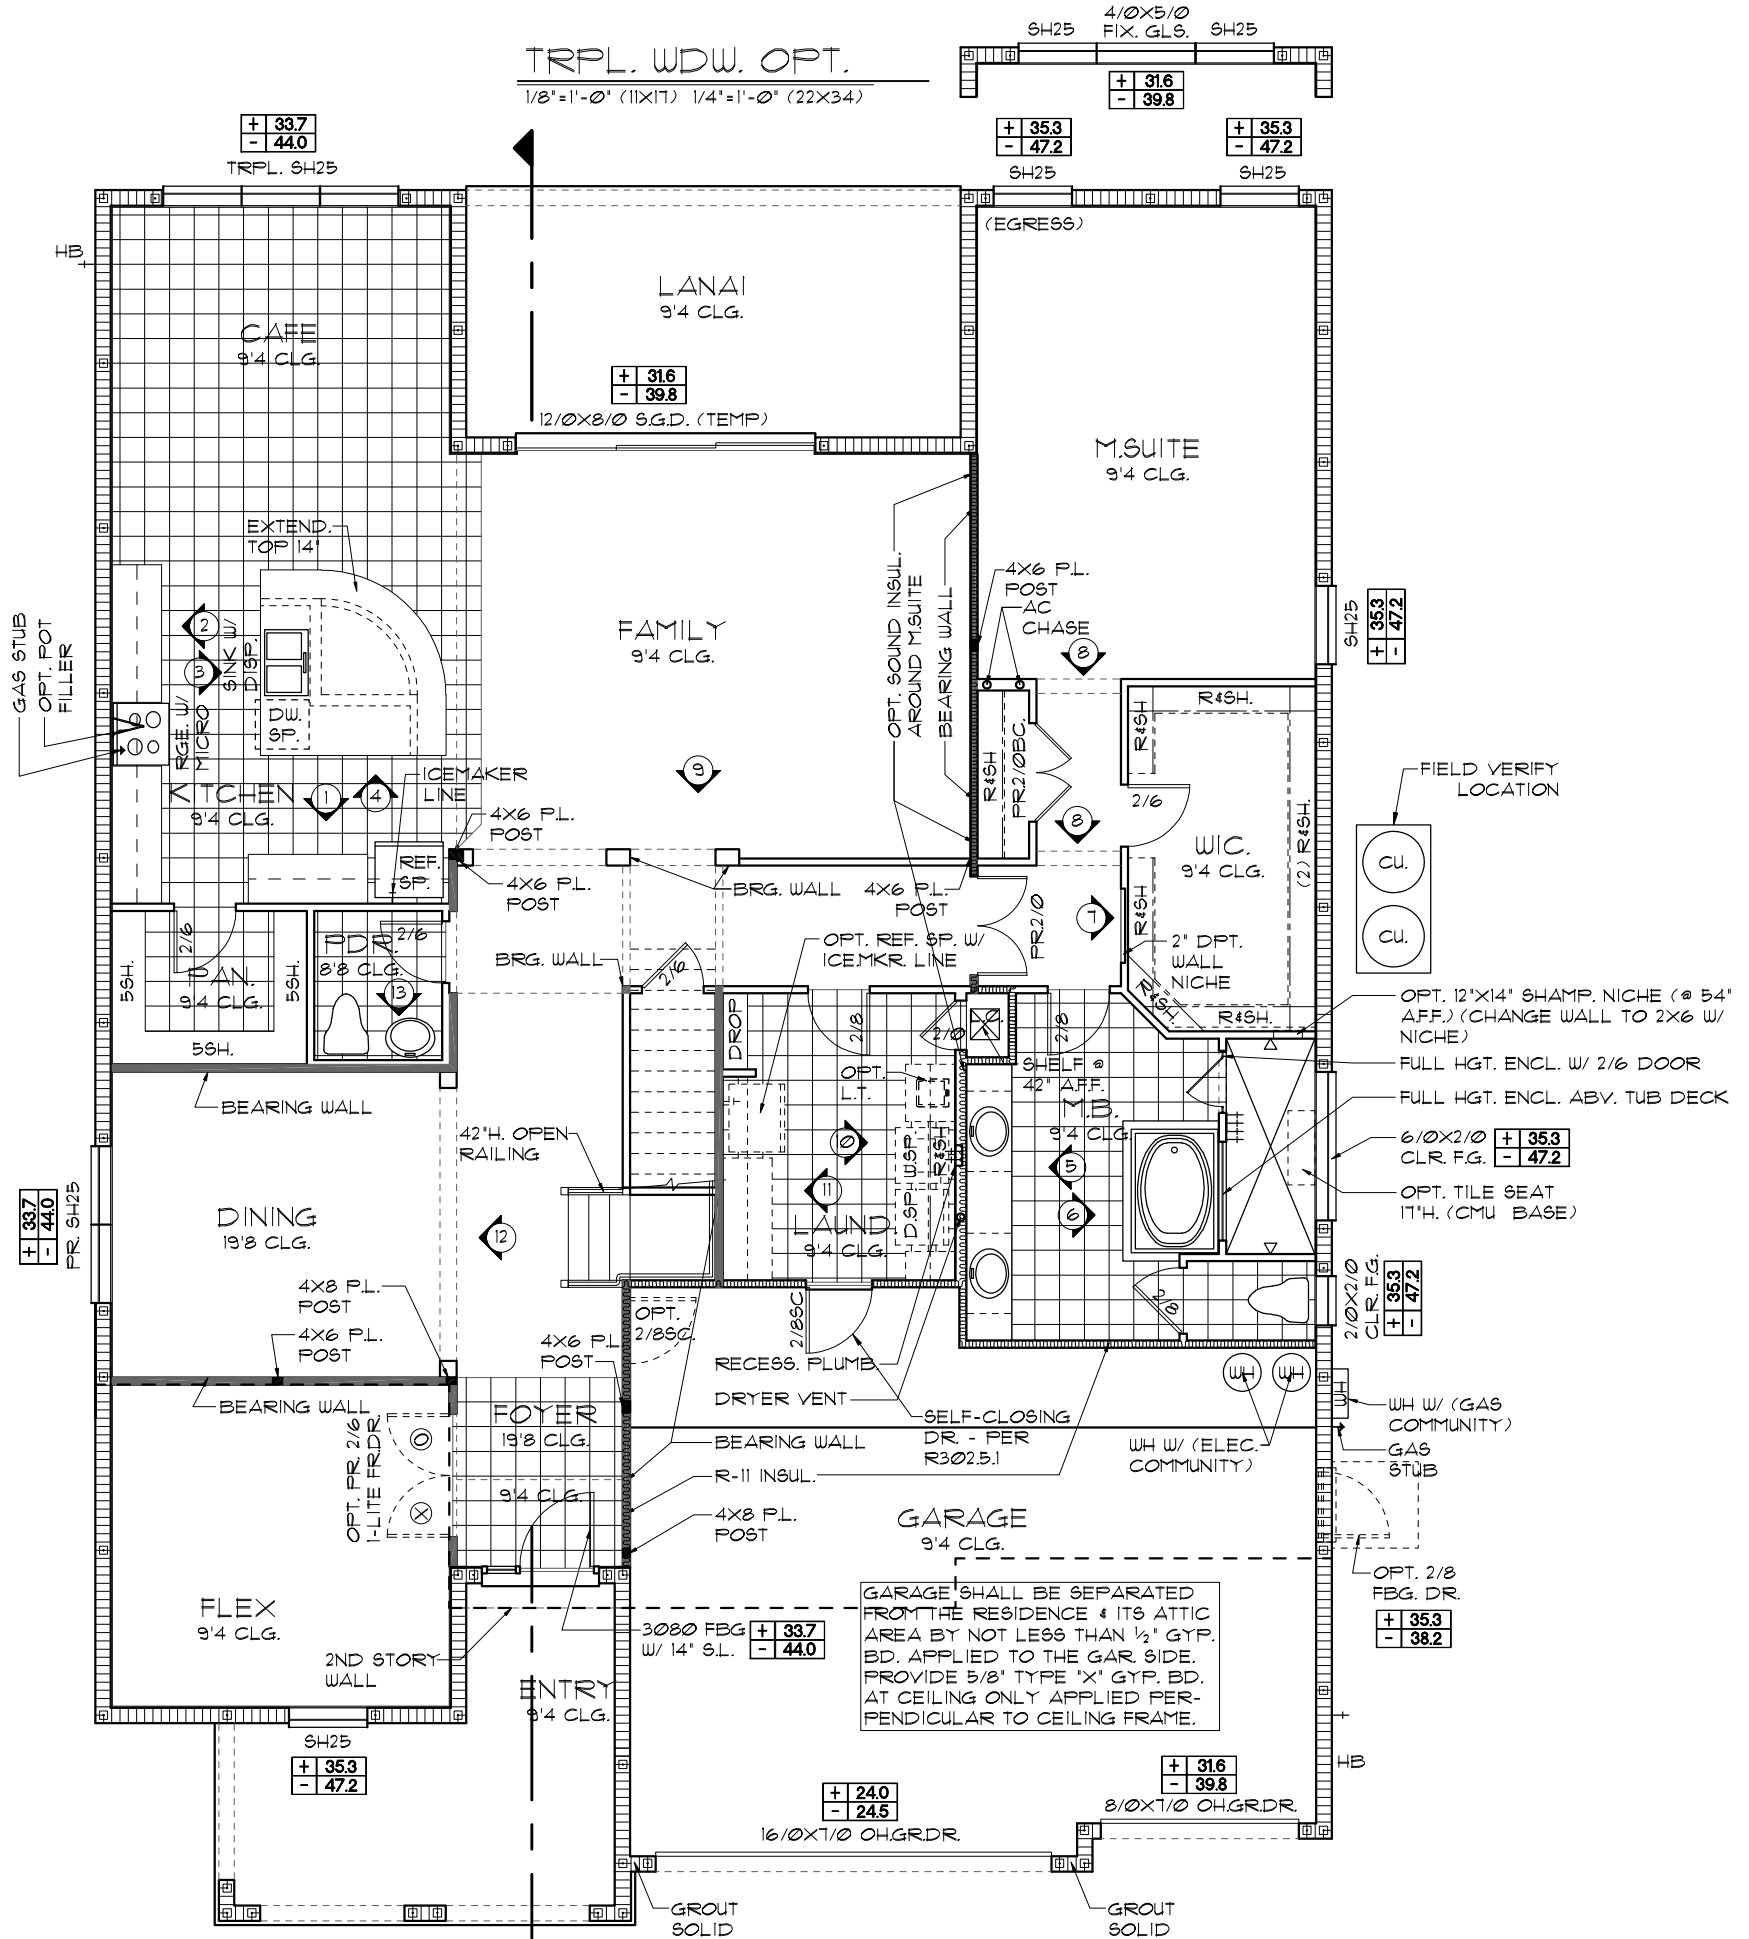 4/0X5/0
SH25 FIX. GLS. SH25
TRPL. WDW. OPT.
1/8"=1'-0" (11X17) 1/4"=1'-0" (22X34)
+ 31.6
- 39.8
+ 33.7
- 44.0
TRPL. SH25
+ 35.3
- 47.2
SH25
+ 35.3
- 47.2
SH25
(EGRESS)
HB
LANAI
9'4 CLG.
CAFE
9'4 CLG.
+ 31.6
- 39.8
12/0X8/0 S.G.D. (TEMP)
M.SUITE
9'4 CLG.
EXTEND.
TOP 14"
OPT. SOUND INSUL.
AROUND M.SUITE
BEARING WALL
4X6 P.L.
POST
AC
CHASE
SH25
+ 35.3
- 47.2
GAS STUB
OPT. POT
FILLER
2
3
SINK W/
DISP.
RGE. W/
MICRO
DW.
SP.
FAMILY
9'4 CLG.
8
R&SH.
R&SH
R&SH
PR.2/0BC.
KITCHEN
9'4 CLG.
1
4
ICEMAKER
LINE
9
8
2/6
FIELD VERIFY
LOCATION
4X6 P.L.
POST
WIC.
9'4 CLG.
(2) R&SH.
CU.
CU.
REF.
SP.
4X6 P.L.
POST
BRG. WALL
4X6 P.L.
POST
PR.2/0
7
R&SH
2/6
PDR.
8'8 CLG.
2/6
13
5SH.
PAN.
9'4 CLG.
5SH.
5SH.
BRG. WALL
2/6
OPT. REF. SP. W/
ICE.MKR. LINE
2" DPT.
WALL
NICHE
R&SH.
R&SH.
OPT. 12"X14" SHAMP. NICHE (@ 54"
A.F.F.) (CHANGE WALL TO 2X6 W/
NICHE)
DROP
2/8
2/0
2/8
FULL HGT. ENCL. W/ 2/6 DOOR
OPT.
L.T.
SHELF @
42" A.F.F.
M.B.
9'4 CLG.
FULL HGT. ENCL. ABV. TUB DECK
BEARING WALL
42"H. OPEN
RAILING
10
11
D.SP. W.SP.
R&SH
5
6
6/0X2/0
CLR. F.G.
+ 35.3
- 47.2
OPT. TILE SEAT
17"H. (CMU BASE)
+ 33.7
- 44.0
PR. SH25
DINING
19'8 CLG.
12
LAUND.
9'4 CLG.
2/0X2/0
CLR. F.G.
+ 35.3
- 47.2
4X8 P.L.
POST
4X6 P.L.
POST
4X6 P.L.
POST
OPT.
2/8SC.
2/8SC.
2/8
RECESS. PLUMB.
DRYER VENT
WH
WH
WH
WH W/ (GAS
COMMUNITY)
BEARING WALL
FOYER
19'8 CLG.
SELF-CLOSING
DR. - PER
R302.5.1
OPT. PR. 2/6
1-LITE FR.DR
O
X
BEARING WALL
WH W/ (ELEC.
COMMUNITY)
GAS
STUB
R-11 INSUL.
9'4 CLG.
4X8 P.L.
POST
GARAGE
9'4 CLG.
OPT. 2/8
FBG. DR.
+ 35.3
- 38.2
FLEX
9'4 CLG.
GARAGE SHALL BE SEPARATED
FROM THE RESIDENCE & ITS ATTIC
AREA BY NOT LESS THAN ½" GYP.
BD. APPLIED TO THE GAR. SIDE.
PROVIDE 5/8" TYPE "X" GYP. BD.
AT CEILING ONLY APPLIED PER-
PENDICULAR TO CEILING FRAME.
3080 FBG
W/ 14" S.L.
+ 33.7
- 44.0
2ND STORY
WALL
ENTRY
9'4 CLG.
SH25
+ 35.3
- 47.2
HB
+ 31.6
- 39.8
8/0X7/0 OH.GR.DR.
+ 24.0
- 24.5
16/0X7/0 OH.GR.DR.
GROUT
SOLID
GROUT
SOLID